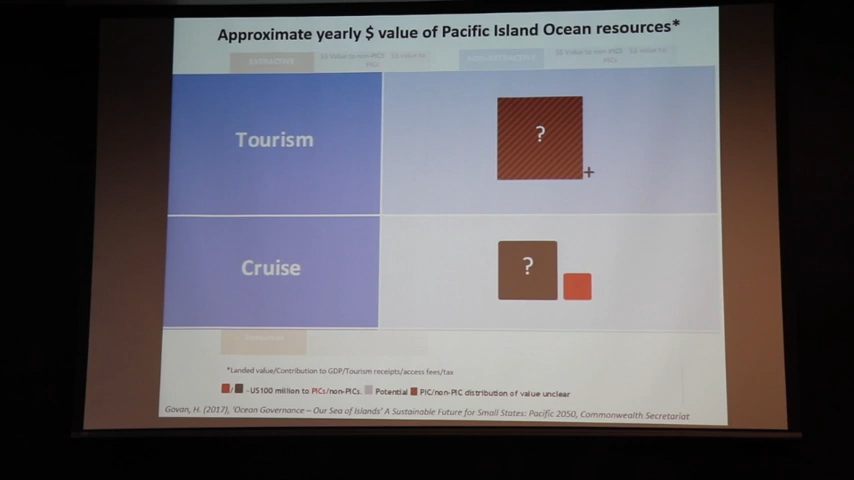 Approximate yearly $ value of Pacific Island Ocean resources*
EXTRACTIVE $$ Value to non-PICS $$ value to PICs NON-EXTRACTIVE $$ Value to non-PICS $$ value to PICs
Tourism
?
+
Cruise
?
*Landed value/Contribution to GDP/Tourism receipts/access fees/tax
/ ~US100 million to PICs/non-PICs. Potential PIC/non-PIC distribution of value unclear
Govan, H. (2017), 'Ocean Governance – Our Sea of Islands' A Sustainable Future for Small States: Pacific 2050, Commonwealth Secretariat